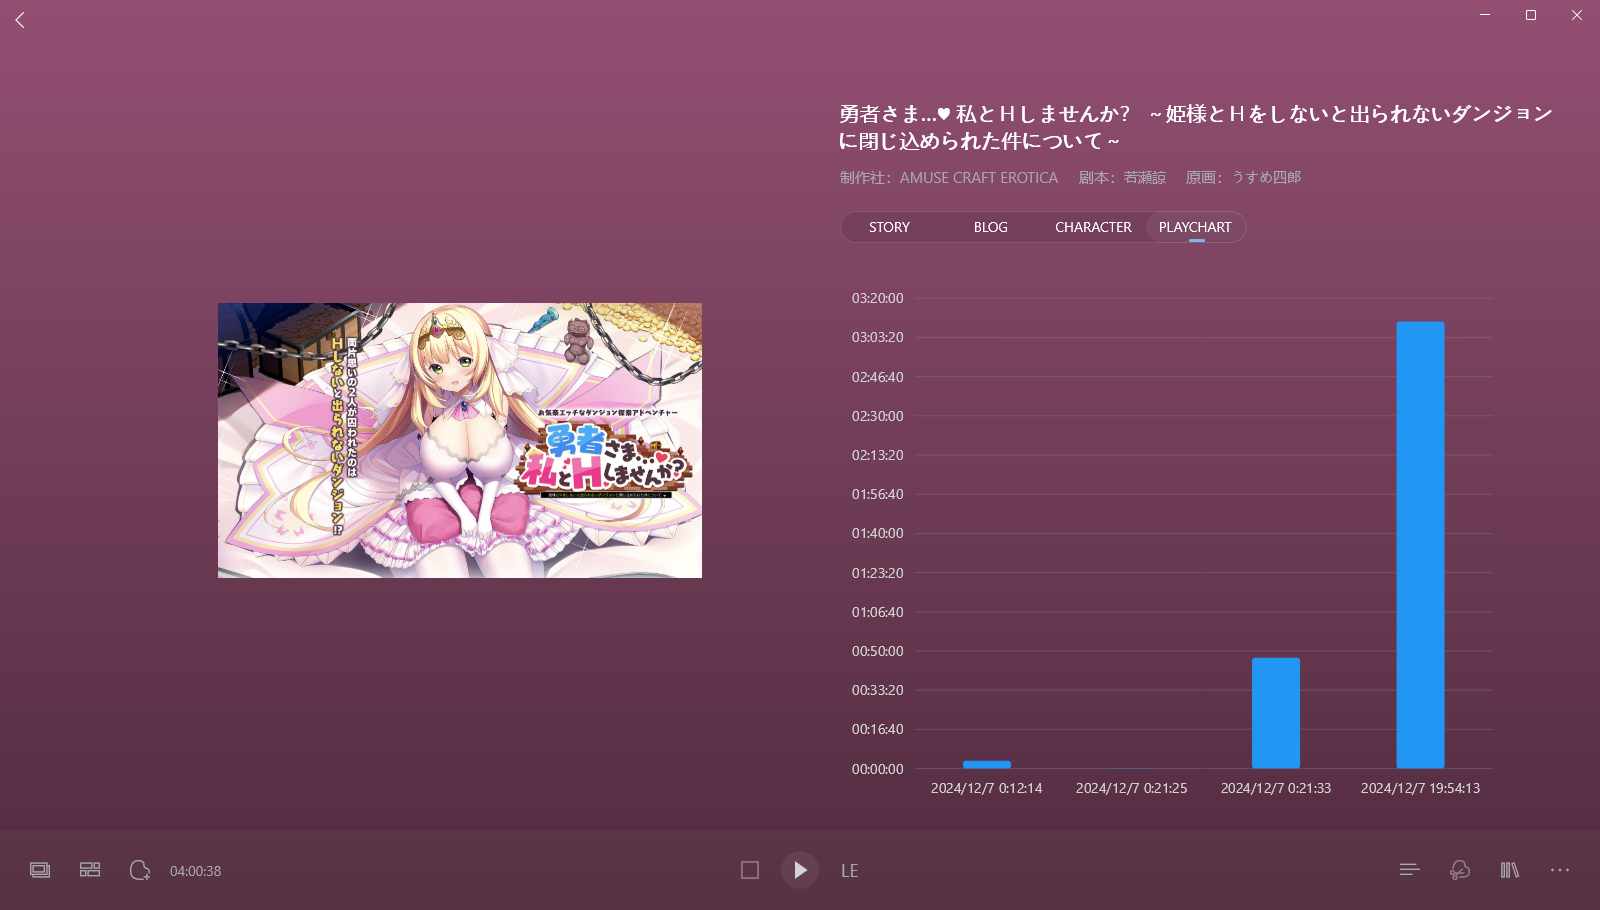 勇者さま…♥ 私とＨしませんか？ ～姫様とＨをしないと出られないダンジョン
に閉じ込められた件について～
制作社：AMUSE CRAFT EROTICA 剧本：若瀬諒 原画：うすめ四郎
STORY BLOG CHARACTER PLAYCHART
両片思いの2人が囚われたのは
Hしないと出られないダンジョン!?
お気楽エッチなダンジョン探索アドベンチャー
勇者さま…♥
私とHしませんか?
03:20:00
03:03:20
02:46:40
02:30:00
02:13:20
01:56:40
01:40:00
01:23:20
01:06:40
00:50:00
00:33:20
00:16:40
00:00:00
2024/12/7 0:12:14 2024/12/7 0:21:25 2024/12/7 0:21:33 2024/12/7 19:54:13
04:00:38
LE